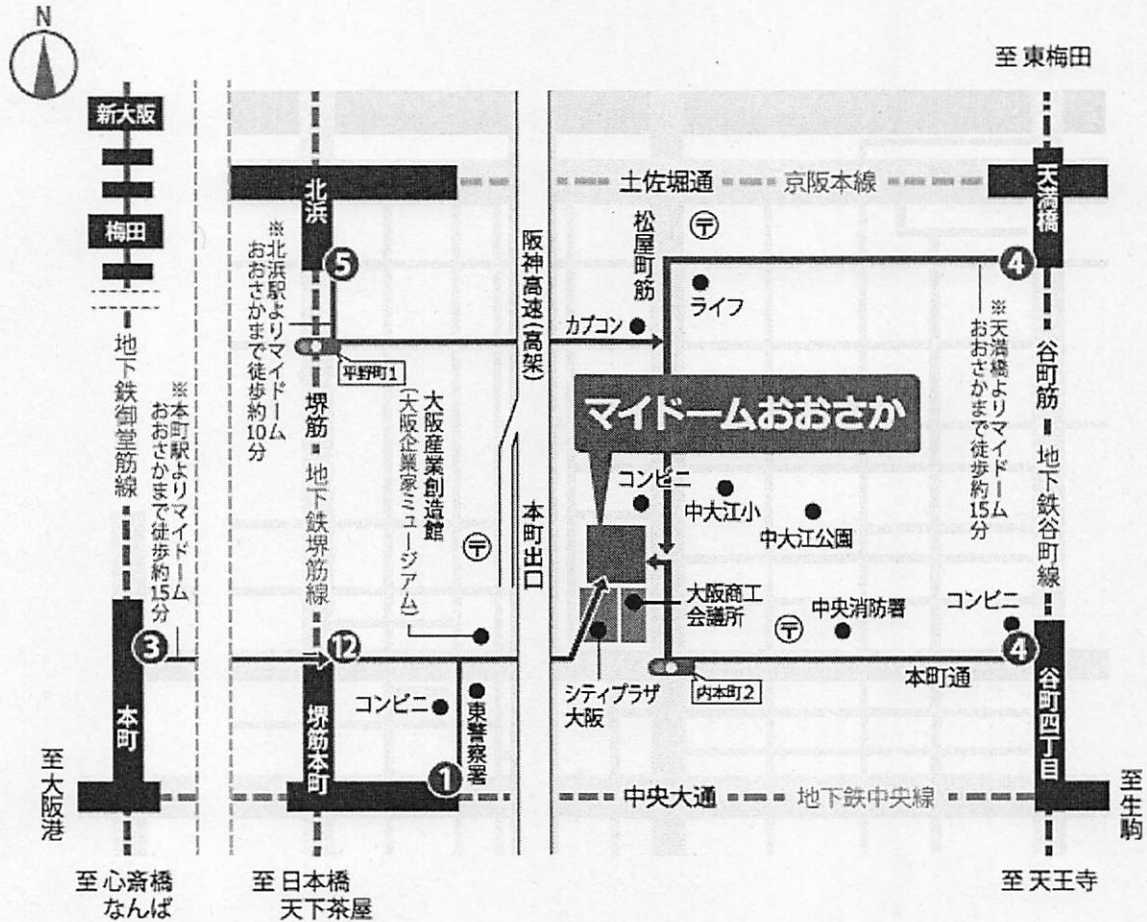 N
至 東梅田
新大阪
梅田
北浜
土佐堀通
京阪本線
天満橋
〒
松屋町筋
阪神高速(高架)
※北浜駅よりマイドーム
おおさかまで徒歩約10分
5
4
ライフ
カプコン
平野町1
※天満橋よりマイドーム
おおさかまで徒歩約15分
谷町筋
地下鉄谷町線
地下鉄御堂筋線
※本町駅よりマイドーム
おおさかまで徒歩約15分
堺筋
地下鉄堺筋線
大阪産業創造館
(大阪企業家ミュージアム)
マイドームおおさか
コンビニ
中大江小
中大江公園
本町出口
〒
大阪商工
会議所
〒
中央消防署
コンビニ
3
12
4
本町通
シティプラザ
大阪
内本町2
コンビニ
東警察署
本町
堺筋本町
1
谷町四丁目
中央大通
地下鉄中央線
至 大阪港
至 生駒
至 心斎橋
なんば
至 日本橋
天下茶屋
至 天王寺